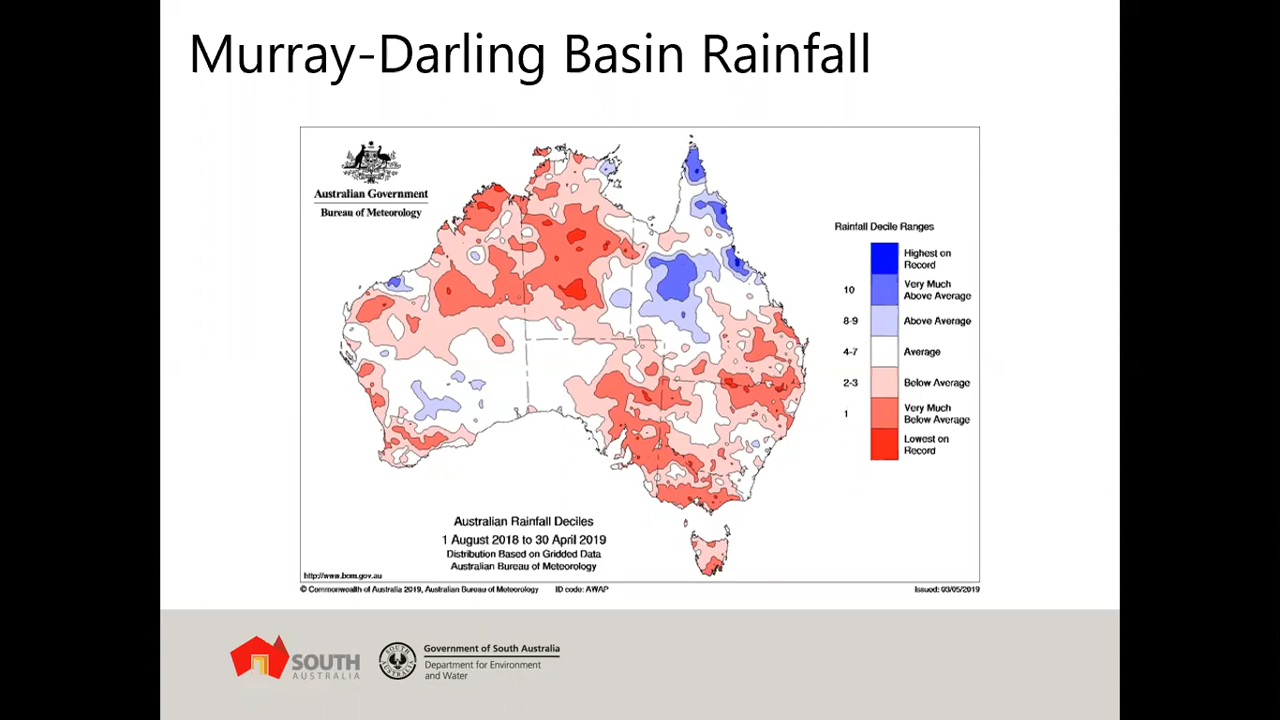 Murray-Darling Basin Rainfall
Australian Government
Bureau of Meteorology
Rainfall Decile Ranges
Highest on
Record
10
Very Much
Above Average
8-9
Above Average
4-7
Average
2-3
Below Average
1
Very Much
Below Average
Lowest on
Record
Australian Rainfall Deciles
1 August 2018 to 30 April 2019
Distribution Based on Gridded Data
Australian Bureau of Meteorology
http://www.bom.gov.au
© Commonwealth of Australia 2019, Australian Bureau of Meteorology
ID code: AWAP
Issued: 03/05/2019
SOUTH
AUSTRALIA
Government of South Australia
Department for Environment
and Water